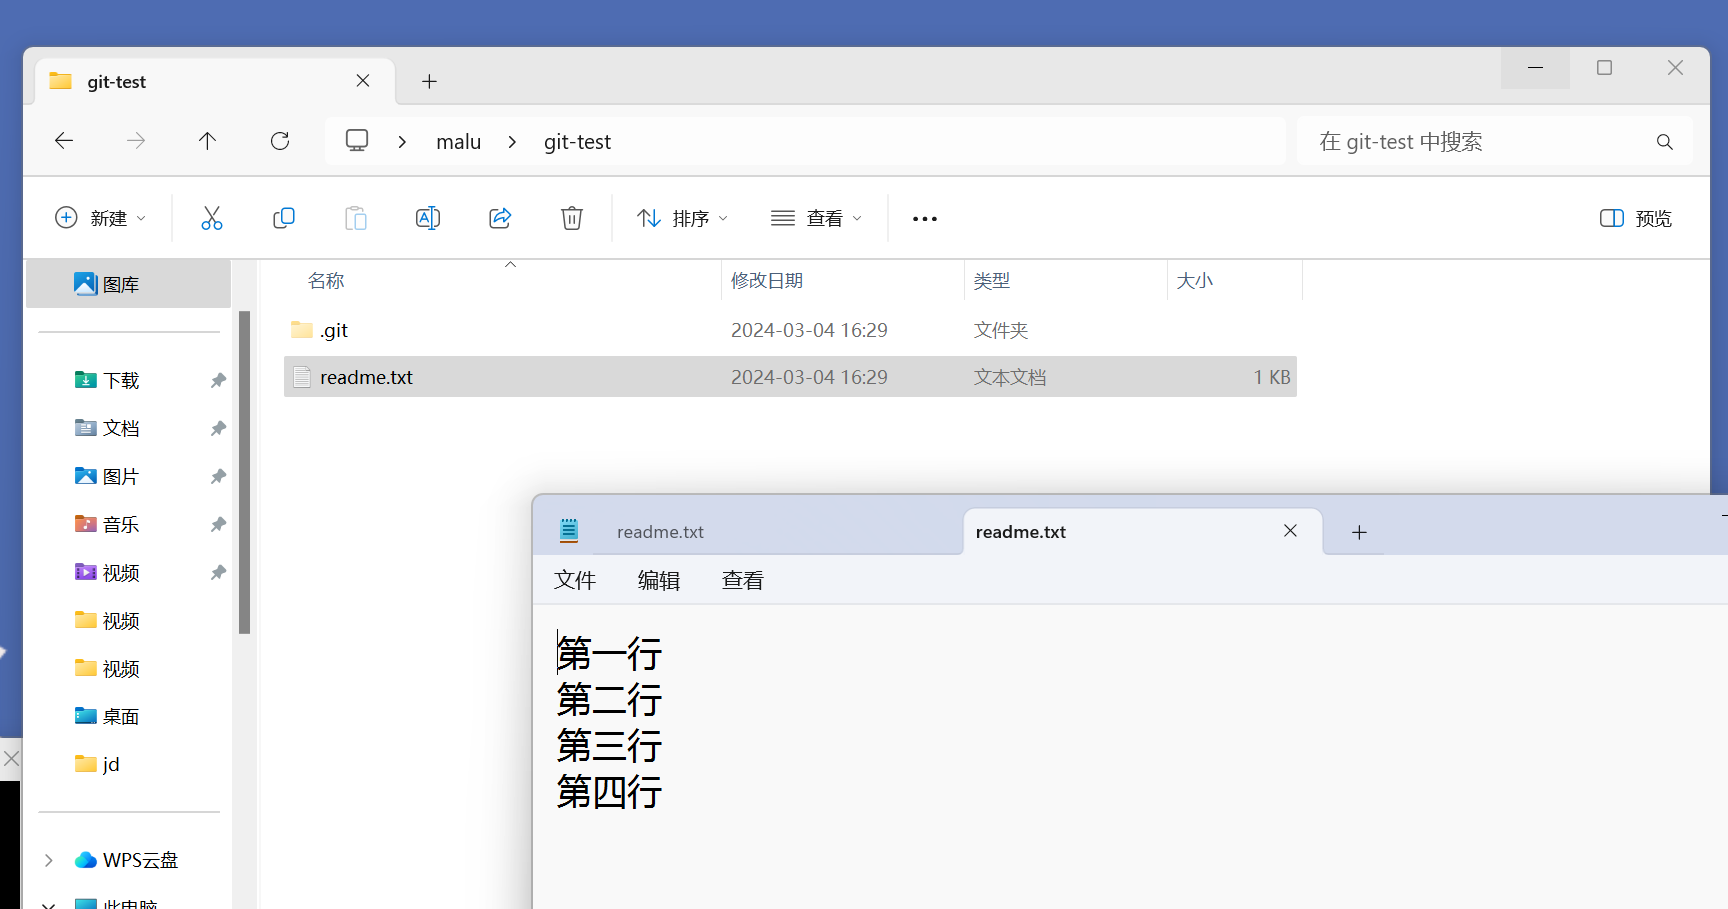 git-test
malu
git-test
在 git-test 中搜索
新建
排序
查看
预览
图库
下载
文档
图片
音乐
视频
视频
视频
桌面
jd
WPS云盘
此电脑
名称 修改日期 类型 大小
.git 2024-03-04 16:29 文件夹
readme.txt 2024-03-04 16:29 文本文档 1 KB
readme.txt
readme.txt
文件 编辑 查看
第一行
第二行
第三行
第四行